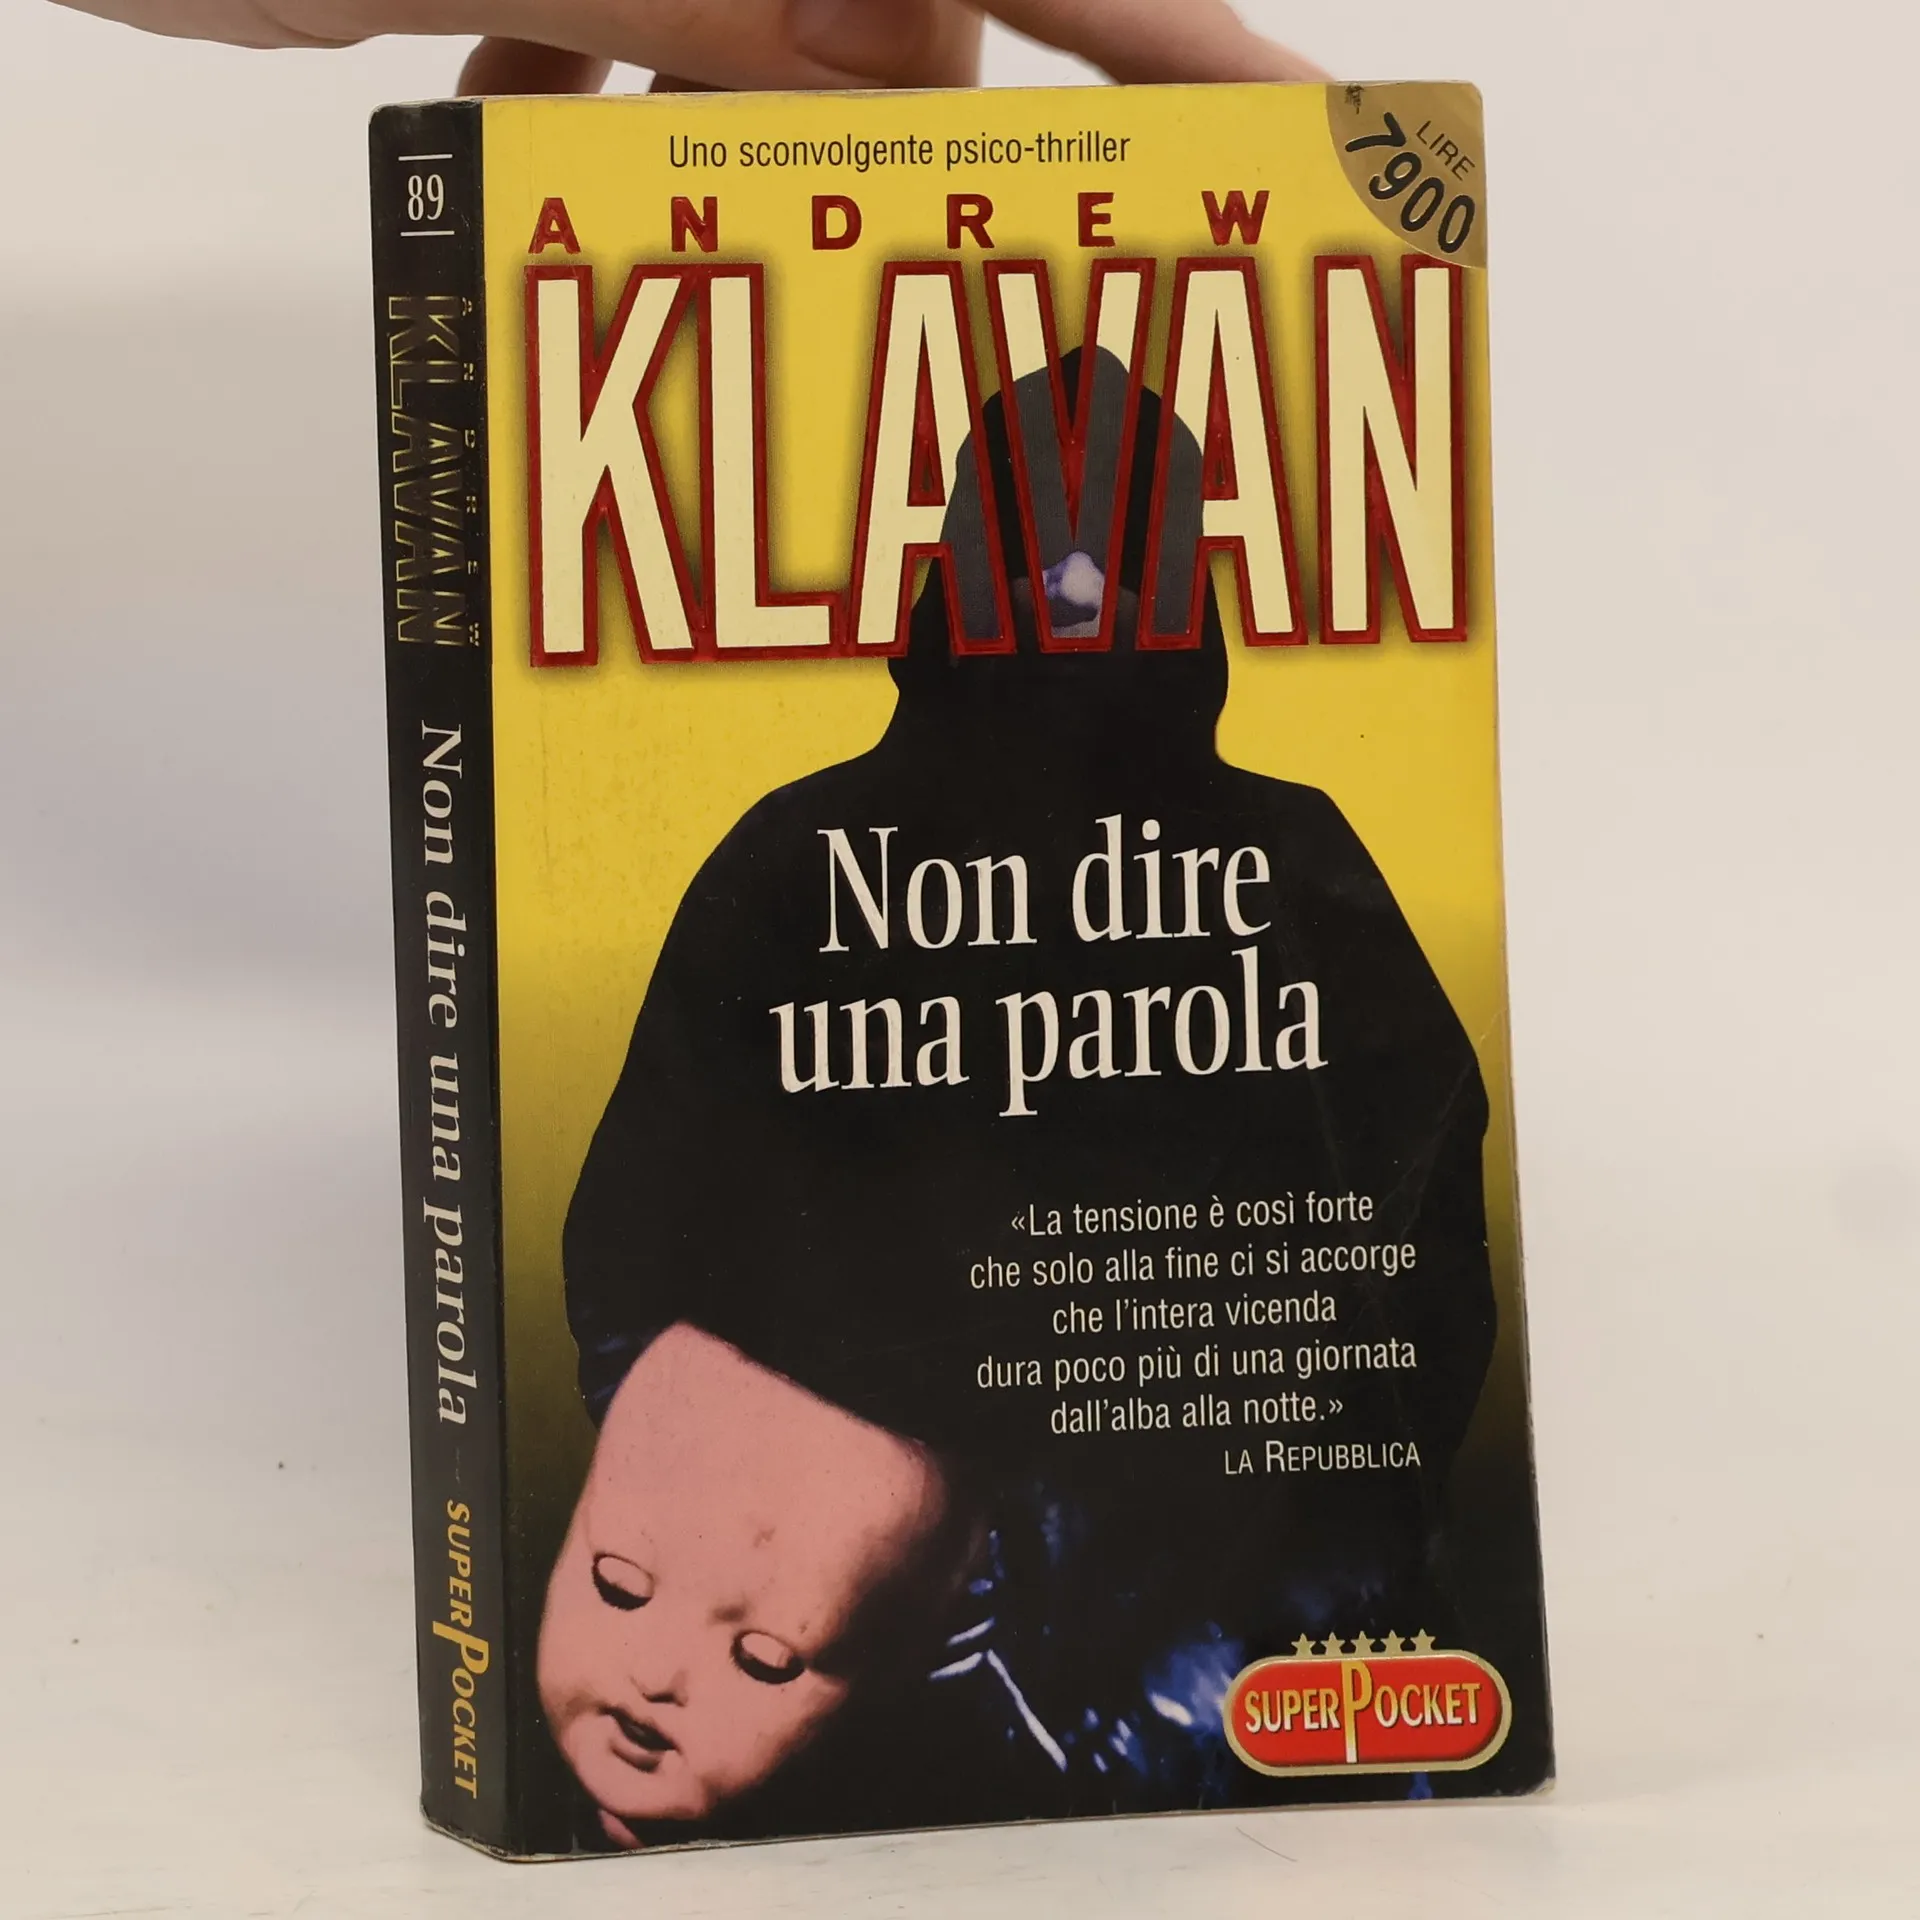 Uno sconvolgente psico-thriller
LIRE
7900
ANDREW
KLAVAN
Non dire
una parola
«La tensione è così forte
che solo alla fine ci si accorge
che l'intera vicenda
dura poco più di una giornata
dall'alba alla notte.»
LA REPUBBLICA
SUPERPOCKET
89
ANDREW
KLAVAN
KLAVAN
Non dire una parola
SUPERPOCKET